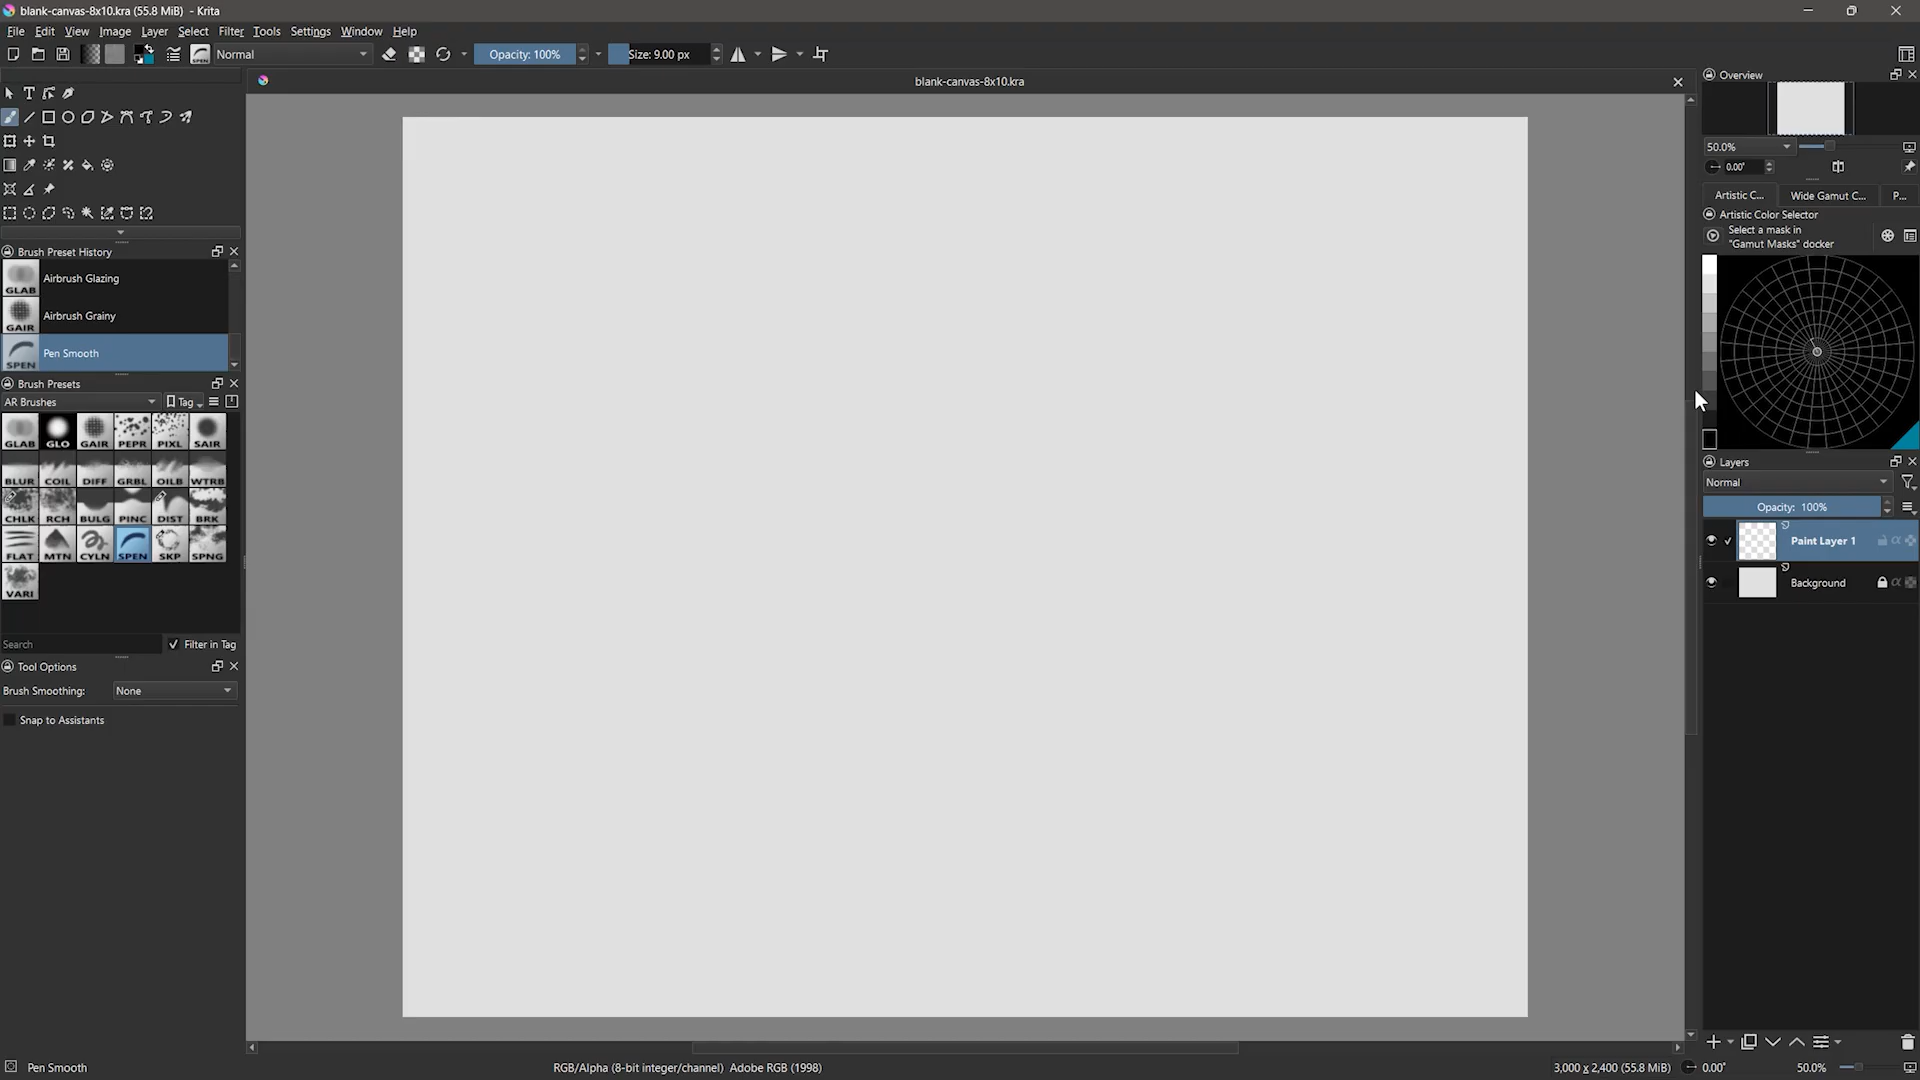 blank-canvas-8x10.kra (55.8 MiB) - Krita
File Edit View Image Layer Select Filter Tools Settings Window Help
SPEN Normal Opacity: 100% Size: 9.00 px
blank-canvas-8x10.kra
Brush Preset History
GLAB Airbrush Glazing
GAIR Airbrush Grainy
SPEN Pen Smooth
Brush Presets
AR Brushes Tag
GLAB GLO GAIR PEPR PIXL SAIR
BLUR COIL DIFF GRBL OILB WTRB
CHLK RCH BULG PINC DIST BRK
FLAT MTN CYLN SPEN SKP SPNG
VARI
Search Filter in Tag
Tool Options
Brush Smoothing: None
Snap to Assistants
Overview
50.0%
0.00°
Artistic C... Wide Gamut C... P...
Artistic Color Selector
Select a mask in
"Gamut Masks" docker
Layers
Normal
Opacity: 100%
Paint Layer 1
Background
Pen Smooth RGB/Alpha (8-bit integer/channel) Adobe RGB (1998) 3,000 x 2,400 (55.8 MiB) 0.00° 50.0%